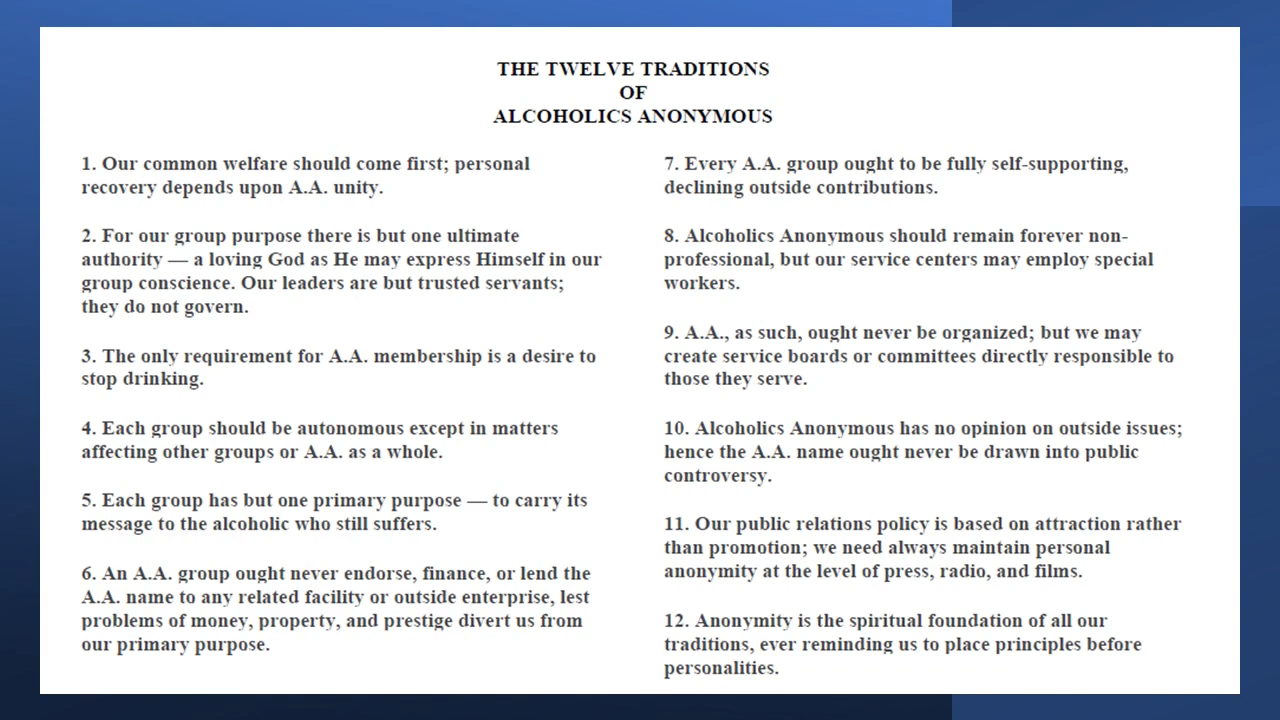 THE TWELVE TRADITIONS
OF
ALCOHOLICS ANONYMOUS
1. Our common welfare should come first; personal
recovery depends upon A.A. unity.
2. For our group purpose there is but one ultimate
authority — a loving God as He may express Himself in our
group conscience. Our leaders are but trusted servants;
they do not govern.
3. The only requirement for A.A. membership is a desire to
stop drinking.
4. Each group should be autonomous except in matters
affecting other groups or A.A. as a whole.
5. Each group has but one primary purpose — to carry its
message to the alcoholic who still suffers.
6. An A.A. group ought never endorse, finance, or lend the
A.A. name to any related facility or outside enterprise, lest
problems of money, property, and prestige divert us from
our primary purpose.
7. Every A.A. group ought to be fully self-supporting,
declining outside contributions.
8. Alcoholics Anonymous should remain forever non-
professional, but our service centers may employ special
workers.
9. A.A., as such, ought never be organized; but we may
create service boards or committees directly responsible to
those they serve.
10. Alcoholics Anonymous has no opinion on outside issues;
hence the A.A. name ought never be drawn into public
controversy.
11. Our public relations policy is based on attraction rather
than promotion; we need always maintain personal
anonymity at the level of press, radio, and films.
12. Anonymity is the spiritual foundation of all our
traditions, ever reminding us to place principles before
personalities.